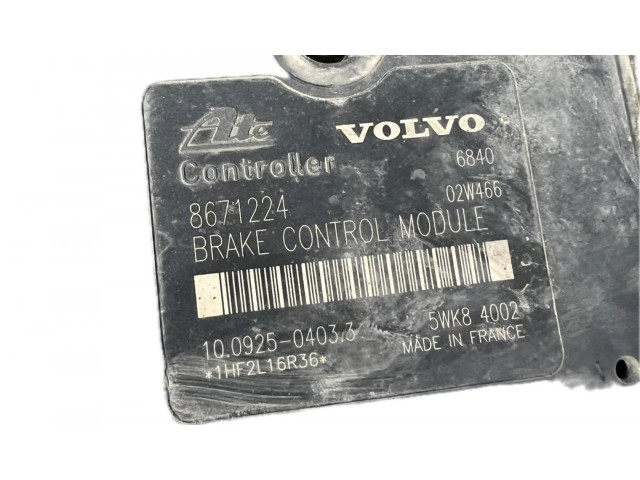 Ate VOLVO
Controller 6840
8671224 02W466
BRAKE CONTROL MODULE
10.0925-0403.3 5WK8 4002
*1HF2L16R36* MADE IN FRANCE